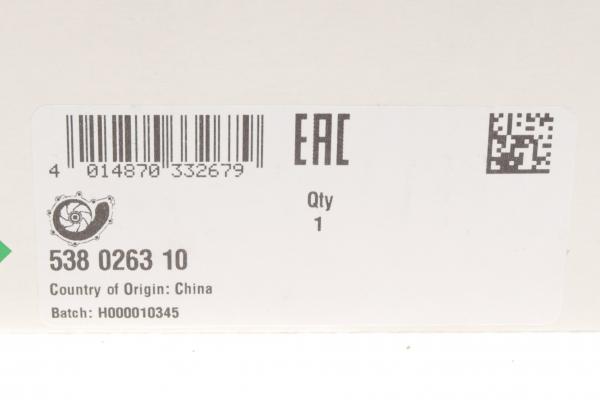 EAC
4 014870 332679
Qty
1
538 0263 10
Country of Origin: China
Batch: H000010345